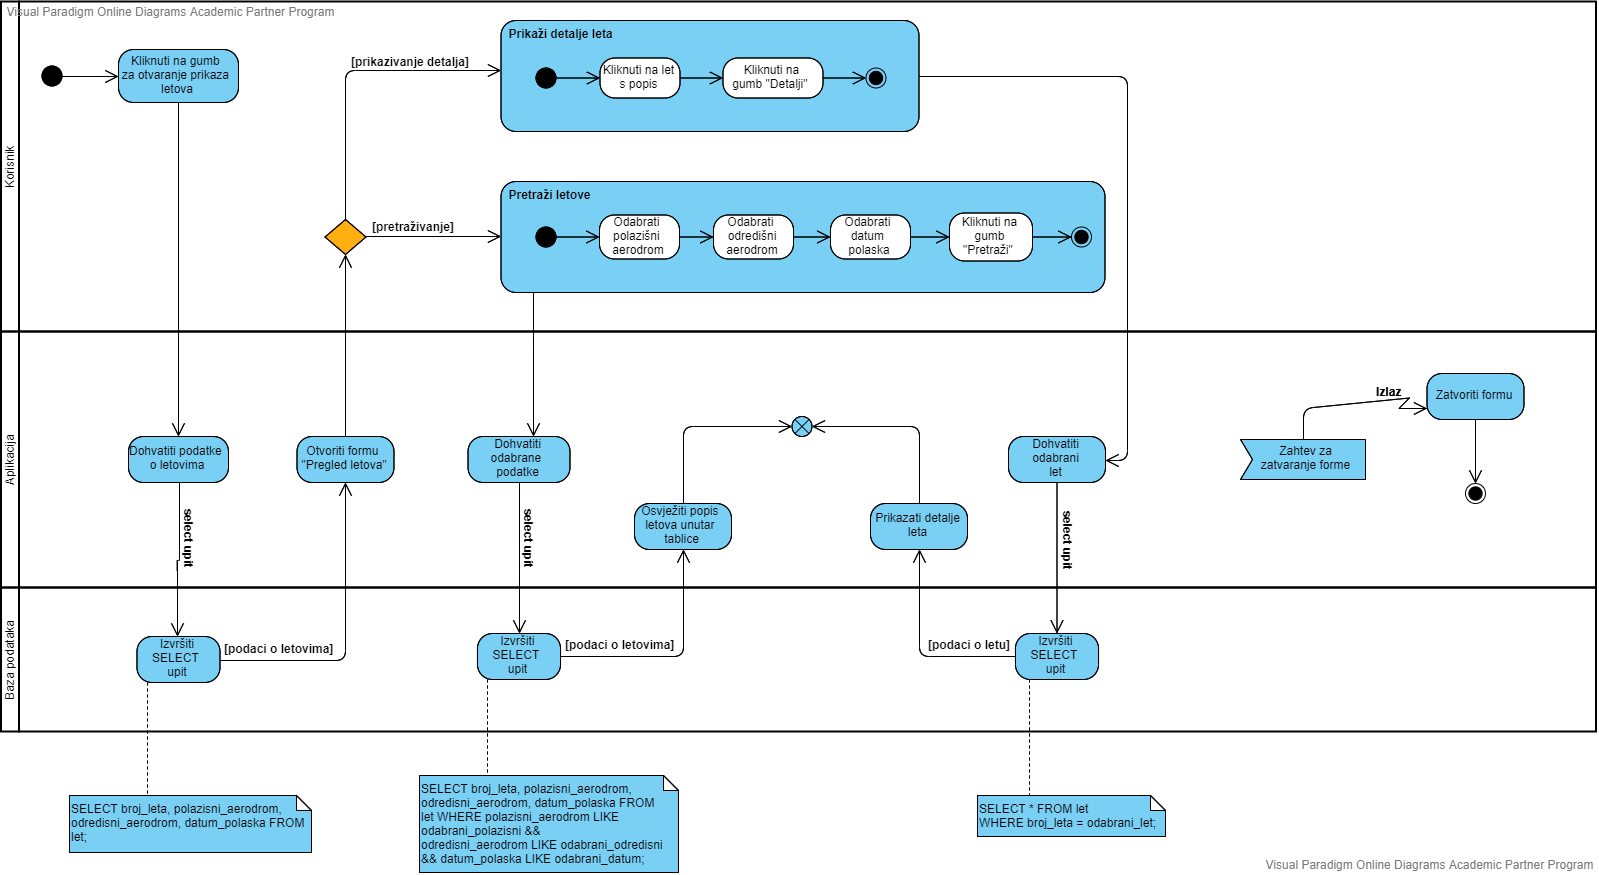 Visual Paradigm Online Diagrams Academic Partner Program
Korisnik
Kliknuti na gumb
za otvaranje prikaza
letova
[prikazivanje detalja]
Prikaži detalje leta
Kliknuti na let
s popis
Kliknuti na
gumb "Detalji"
[pretraživanje]
Pretraži letove
Odabrati
polazišni
aerodrom
Odabrati
odredišni
aerodrom
Odabrati
datum
polaska
Kliknuti na
gumb
"Pretraži"
Aplikacija
Dohvatiti podatke
o letovima
Otvoriti formu
"Pregled letova"
Dohvatiti
odabrane
podatke
Osvježiti popis
letova unutar
tablice
Prikazati detalje
leta
Dohvatiti
odabrani
let
Zahtev za
zatvaranje forme
Izlaz
Zatvoriti formu
select upit
select upit
select upit
Baza podataka
Izvršiti
SELECT
upit
[podaci o letovima]
Izvršiti
SELECT
upit
[podaci o letovima]
[podaci o letu]
Izvršiti
SELECT
upit
SELECT broj_leta, polazisni_aerodrom,
odredisni_aerodrom, datum_polaska FROM
let;
SELECT broj_leta, polazisni_aerodrom,
odredisni_aerodrom, datum_polaska FROM
let WHERE polazisni_aerodrom LIKE
odabrani_polazisni &&
odredisni_aerodrom LIKE odabrani_odredisni
&& datum_polaska LIKE odabrani_datum;
SELECT * FROM let
WHERE broj_leta = odabrani_let;
Visual Paradigm Online Diagrams Academic Partner Program